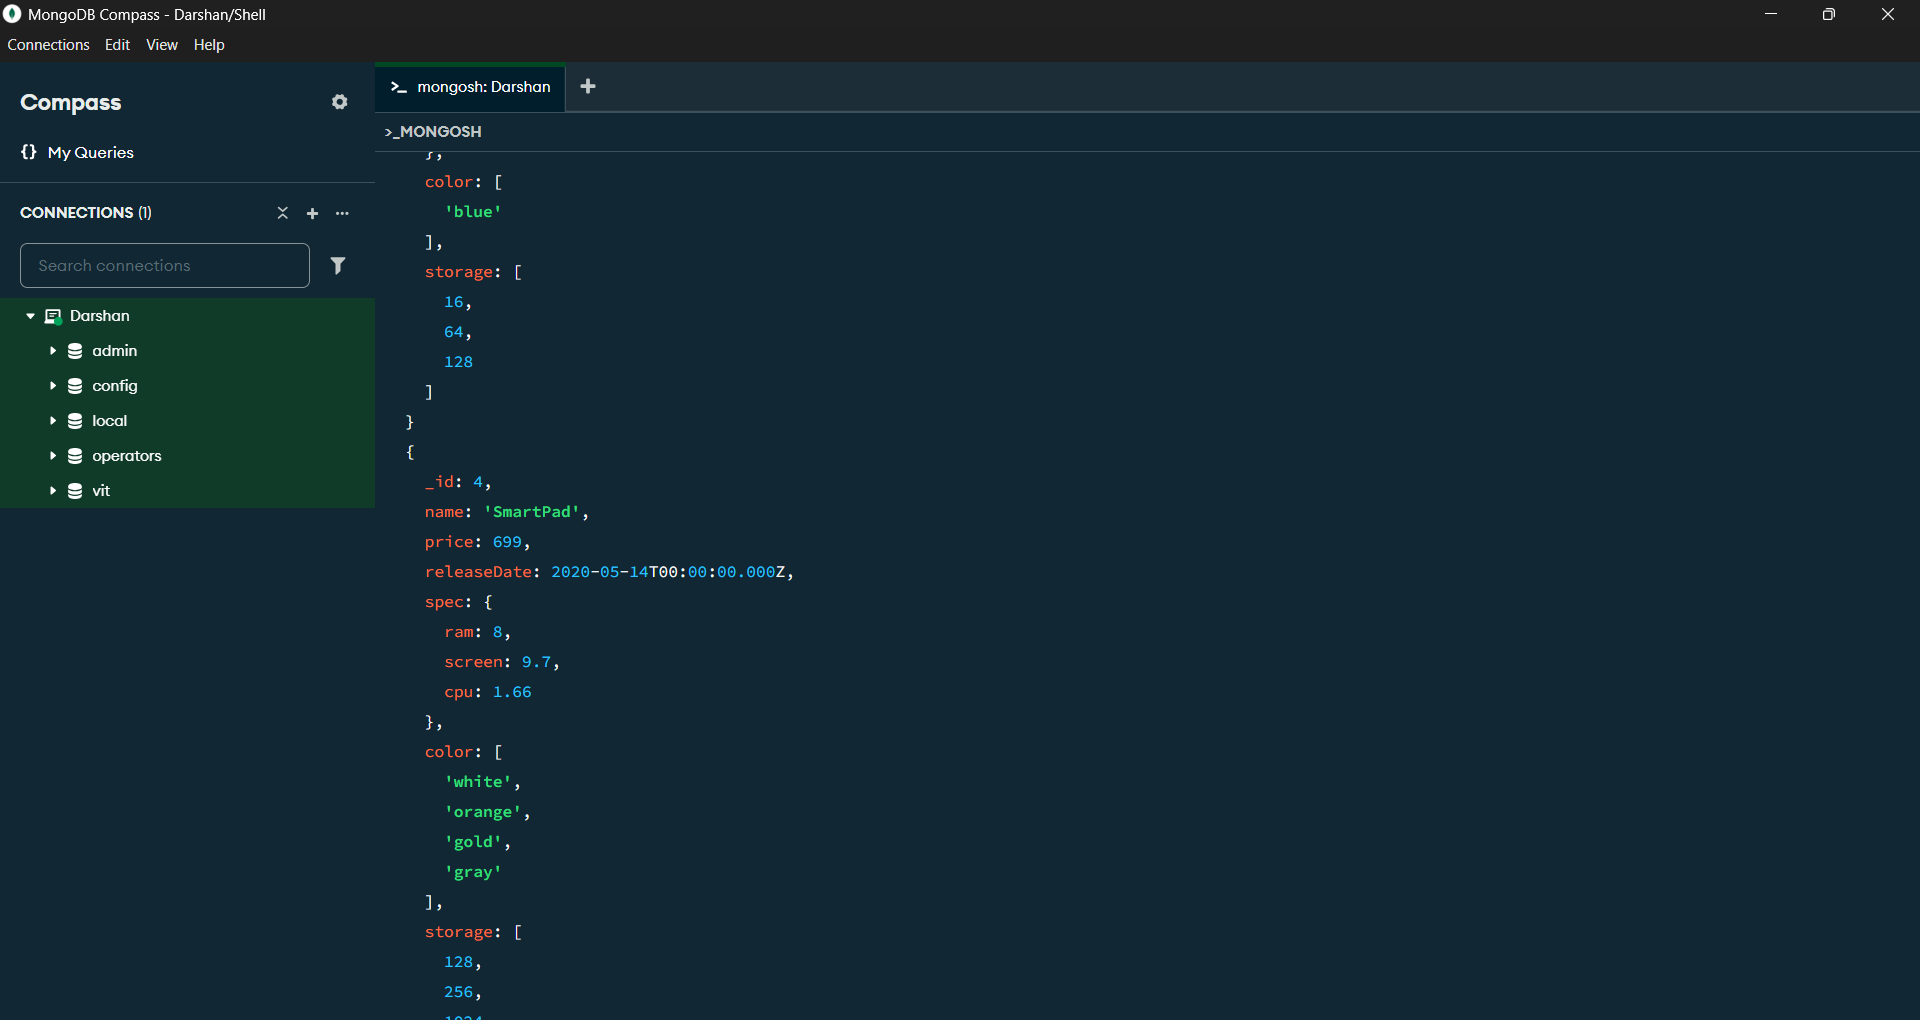 MongoDB Compass - Darshan/Shell
Connections Edit View Help
Compass
{} My Queries
CONNECTIONS (1)
Search connections
Darshan
admin
config
local
operators
vit
>_ mongosh: Darshan
>_MONGOSH
},
color: [
'blue'
],
storage: [
16,
64,
128
]
}
{
_id: 4,
name: 'SmartPad',
price: 699,
releaseDate: 2020-05-14T00:00:00.000Z,
spec: {
ram: 8,
screen: 9.7,
cpu: 1.66
},
color: [
'white',
'orange',
'gold',
'gray'
],
storage: [
128,
256,